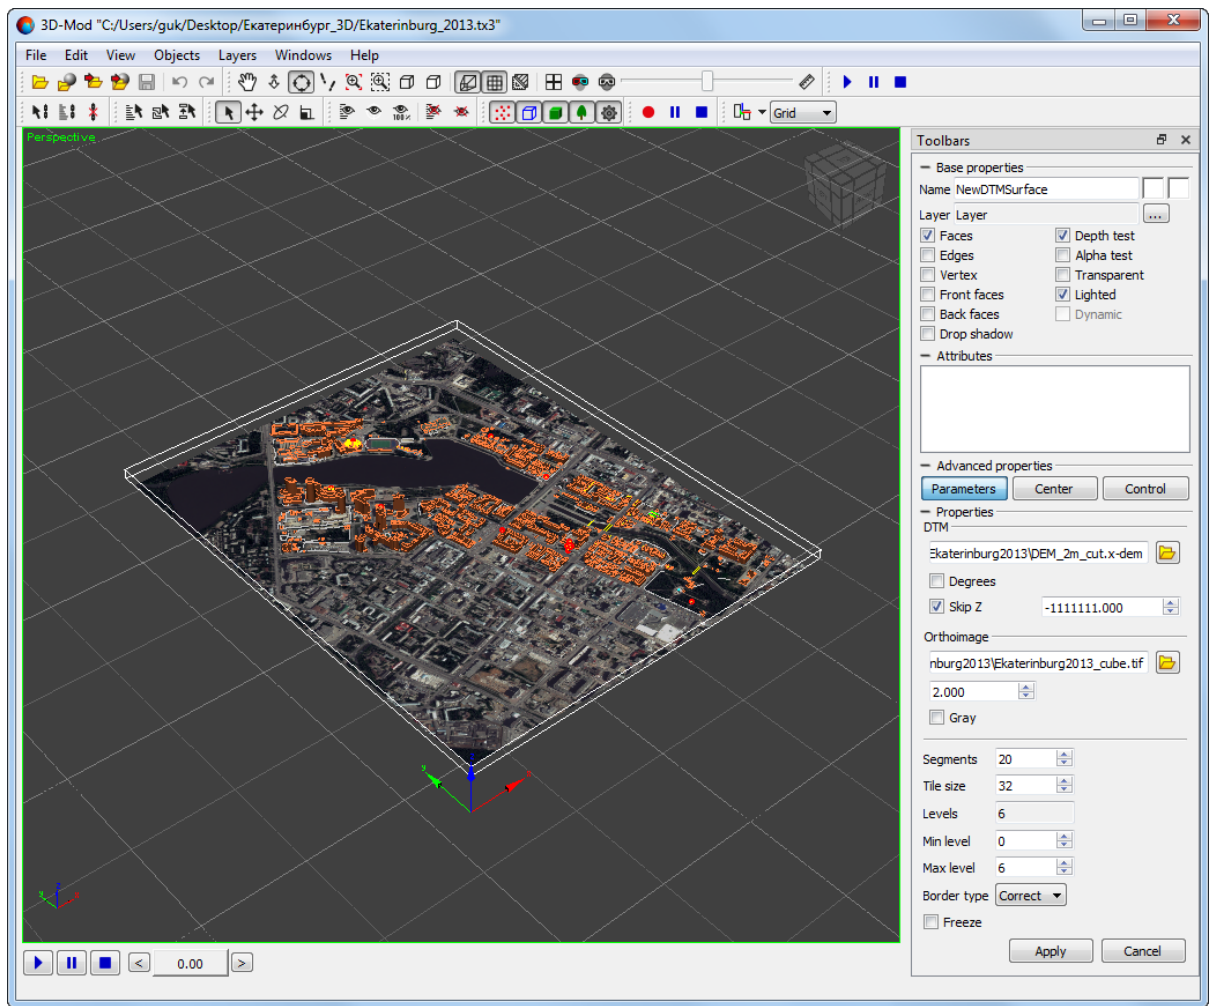 3D-Mod "C:/Users/guk/Desktop/Екатеринбург_3D/Ekaterinburg_2013.tx3"
File Edit View Objects Layers Windows Help
100%
Grid
Perspective
Toolbars
Base properties
Name NewDTMSurface
Layer Layer ...
Faces Depth test
Edges Alpha test
Vertex Transparent
Front faces Lighted
Back faces Dynamic
Drop shadow
Attributes
Advanced properties
Parameters Center Control
Properties
DTM
Ekaterinburg2013\DEM_2m_cut.x-dem
Degrees
Skip Z -1111111.000
Orthoimage
nburg2013\Ekaterinburg2013_cube.tif
2.000
Gray
Segments 20
Tile size 32
Levels 6
Min level 0
Max level 6
Border type Correct
Freeze
Apply Cancel
y
z
x
y
z
x
< 0.00 >